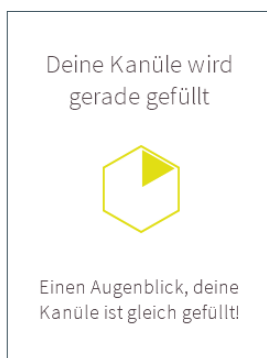 Deine Kanüle wird
gerade gefüllt
Einen Augenblick, deine
Kanüle ist gleich gefüllt!